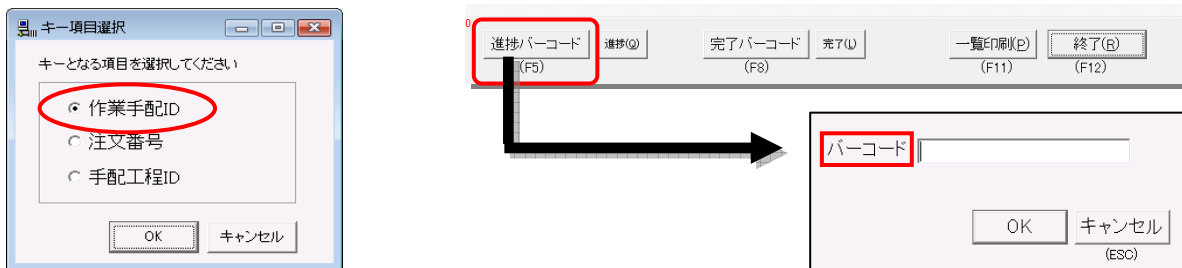 キー項目選択
キーとなる項目を選択してください
作業手配ID
注文番号
手配工程ID
OK キャンセル
0
進捗バーコード 進捗(Q) 完了バーコード 完了(L) 一覧印刷(P) 終了(R)
(F5) (F8) (F11) (F12)
バーコード
OK キャンセル
(ESC)